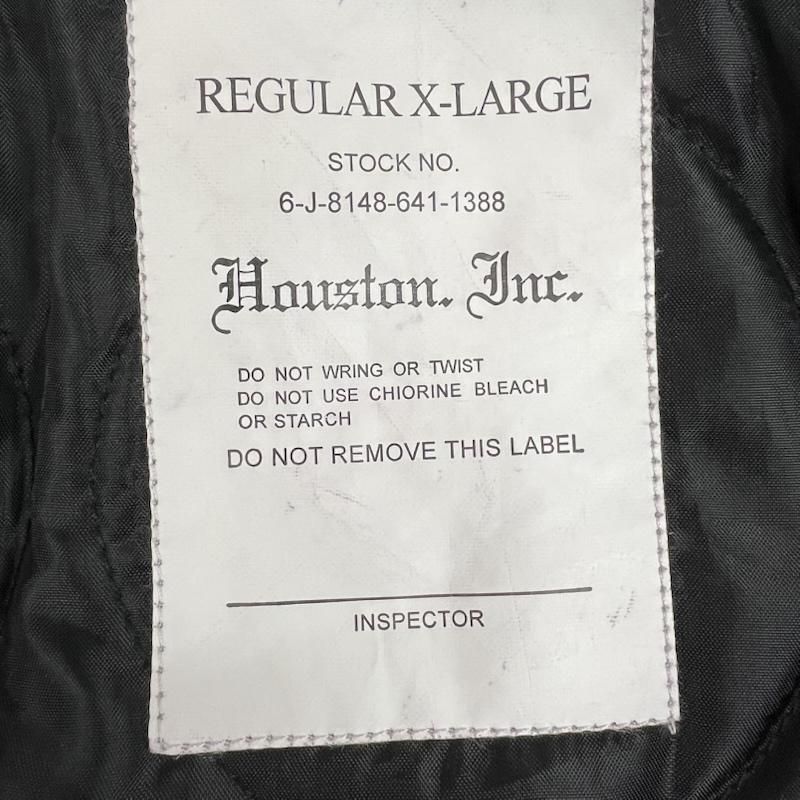 REGULAR X-LARGE
STOCK NO.
6-J-8148-641-1388
Houston. Inc.
DO NOT WRING OR TWIST
DO NOT USE CHIORINE BLEACH
OR STARCH
DO NOT REMOVE THIS LABEL
INSPECTOR